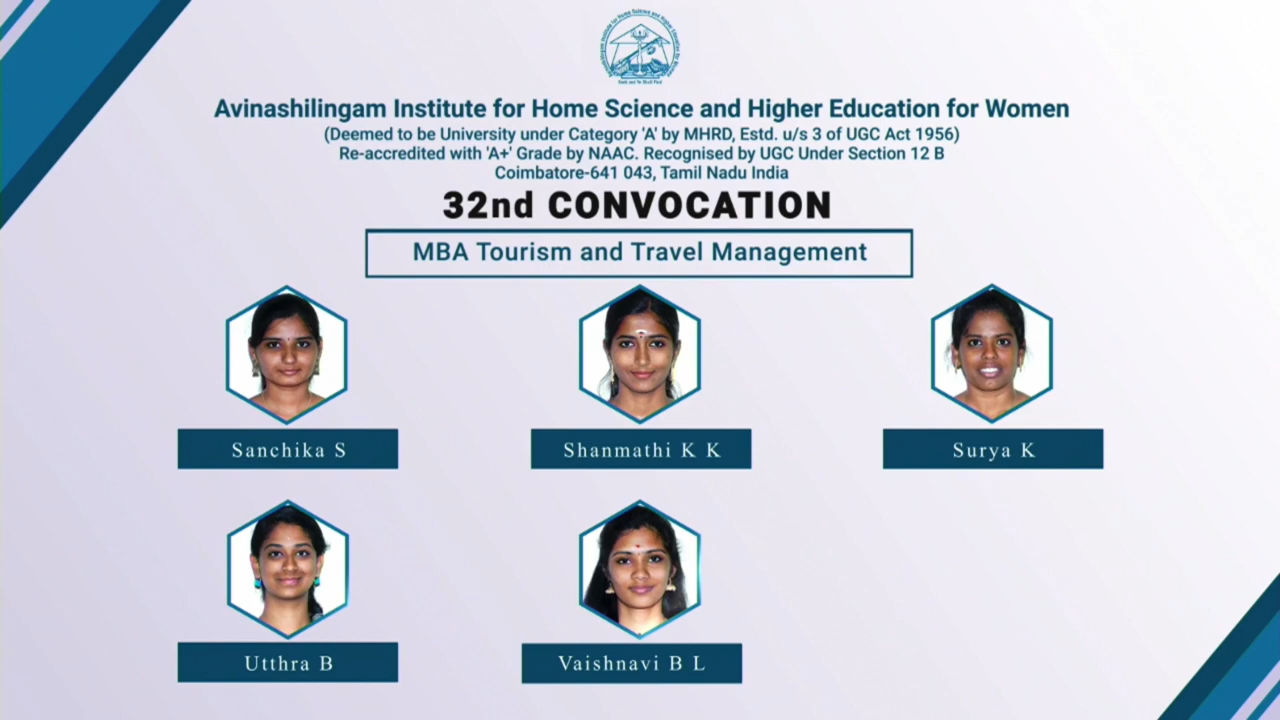 Avinashilingam Institute for Home Science and Higher Education for Women
(Deemed to be University under Category 'A' by MHRD, Estd. u/s 3 of UGC Act 1956)
Re-accredited with 'A+' Grade by NAAC. Recognised by UGC Under Section 12 B
Coimbatore-641 043, Tamil Nadu India
32nd CONVOCATION
MBA Tourism and Travel Management
Sanchika S
Shanmathi K K
Surya K
Utthra B
Vaishnavi B L